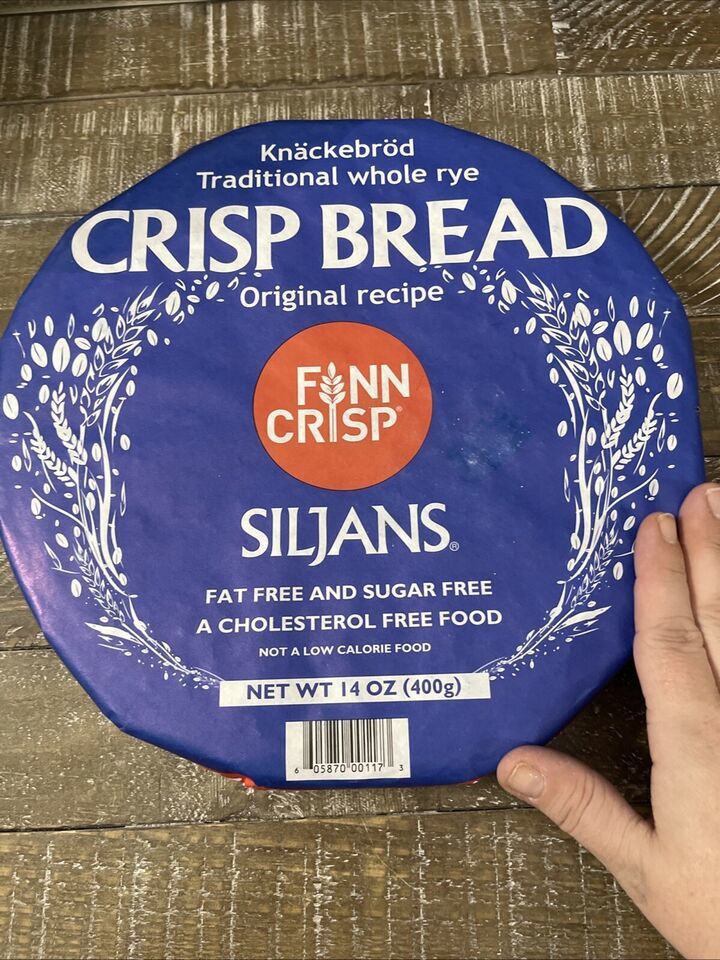 Knäckebröd
Traditional whole rye
CRISP BREAD
Original recipe
FINN
CRISP®
SILJANS®
FAT FREE AND SUGAR FREE
A CHOLESTEROL FREE FOOD
NOT A LOW CALORIE FOOD
NET WT 14 OZ (400g)
6 05870 00117 3